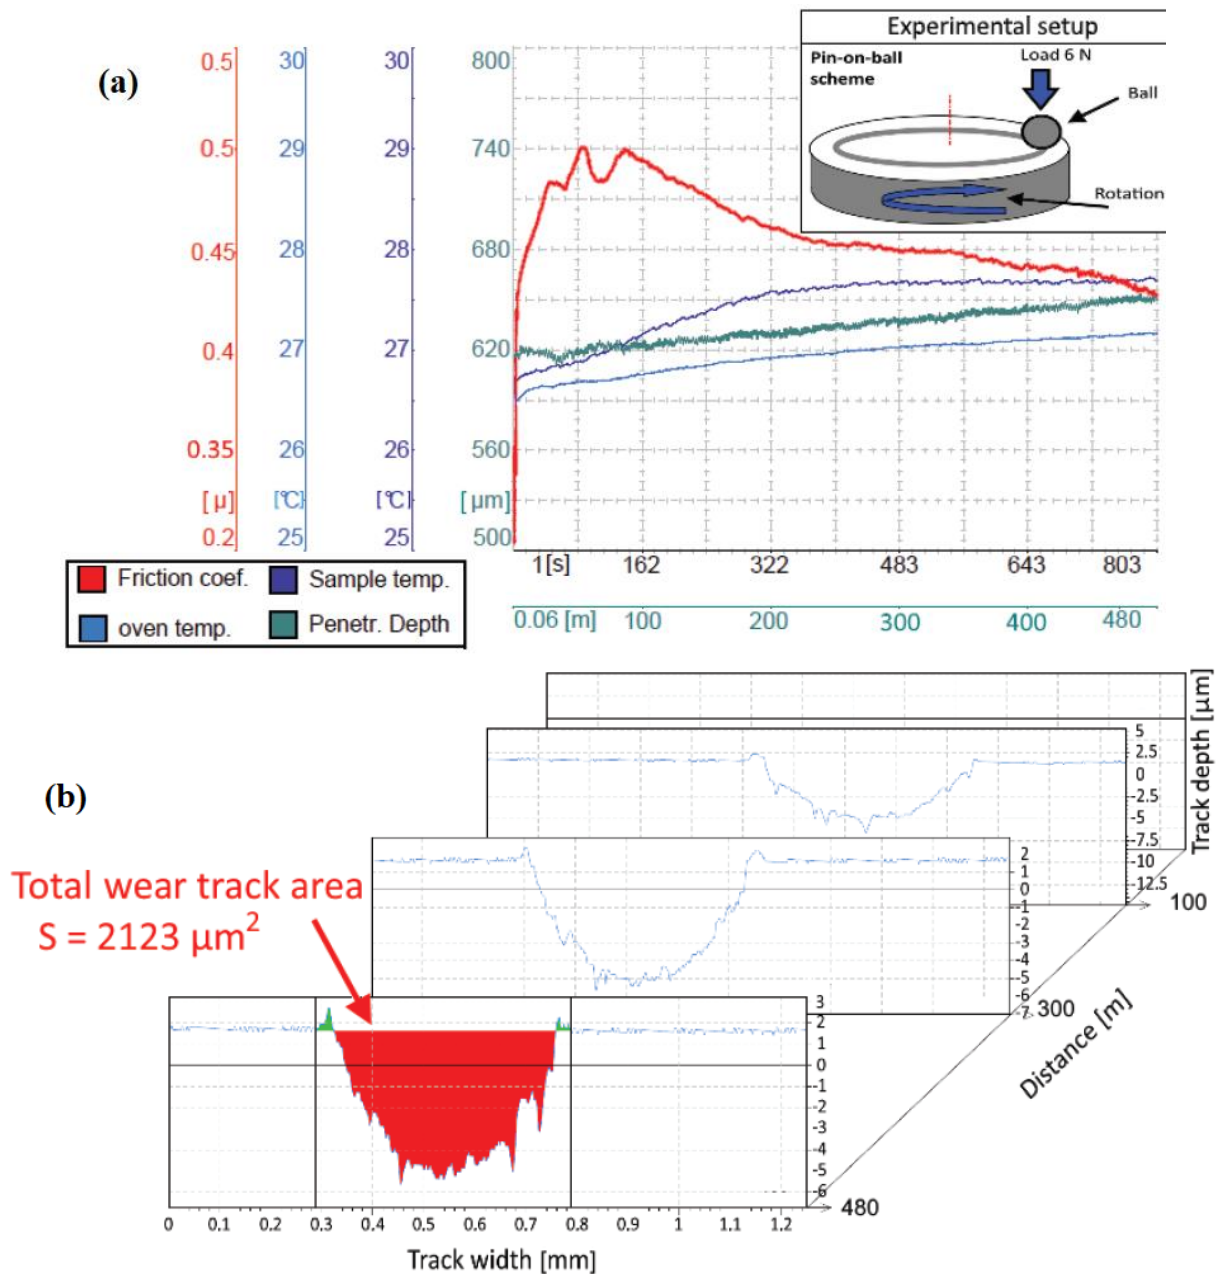 Experimental setup
Pin-on-ball
scheme
Load 6 N
Ball
Rotation
(a)
0.5 30 30 800
0.5 29 29 740
0.45 28 28 680
0.4 27 27 620
0.35 26 26 560
[µ] [°C] [°C] [µm]
0.2 25 25 500
1[s] 162 322 483 643 803
0.06 [m] 100 200 300 400 480
Friction coef. Sample temp.
oven temp. Penetr. Depth
(b)
Track depth [µm]
5
2.5
0
-2.5
-5
-7.5
-10
-12.5
100
2
1
0
-1
-2
-3
-4
-5
-6
-7
300
Total wear track area
S = 2123 µm²
3
2
1
0
-1
-2
-3
-4
-5
-6
480
Distance [m]
0 0.1 0.2 0.3 0.4 0.5 0.6 0.7 0.8 0.9 1 1.1 1.2
Track width [mm]